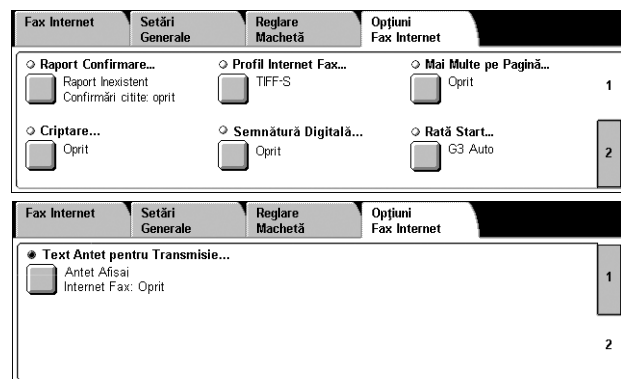 Fax Internet Setări Generale Reglare Machetă Opţiuni Fax Internet
Raport Confirmare... Profil Internet Fax... Mai Multe pe Pagină...
Raport Inexistent TIFF-S Oprit 1
Confirmări citite: oprit
Criptare... Semnătură Digitală... Rată Start...
Oprit Oprit G3 Auto 2
Fax Internet Setări Generale Reglare Machetă Opţiuni Fax Internet
Text Antet pentru Transmisie...
Antet Afisai 1
Internet Fax: Oprit
2